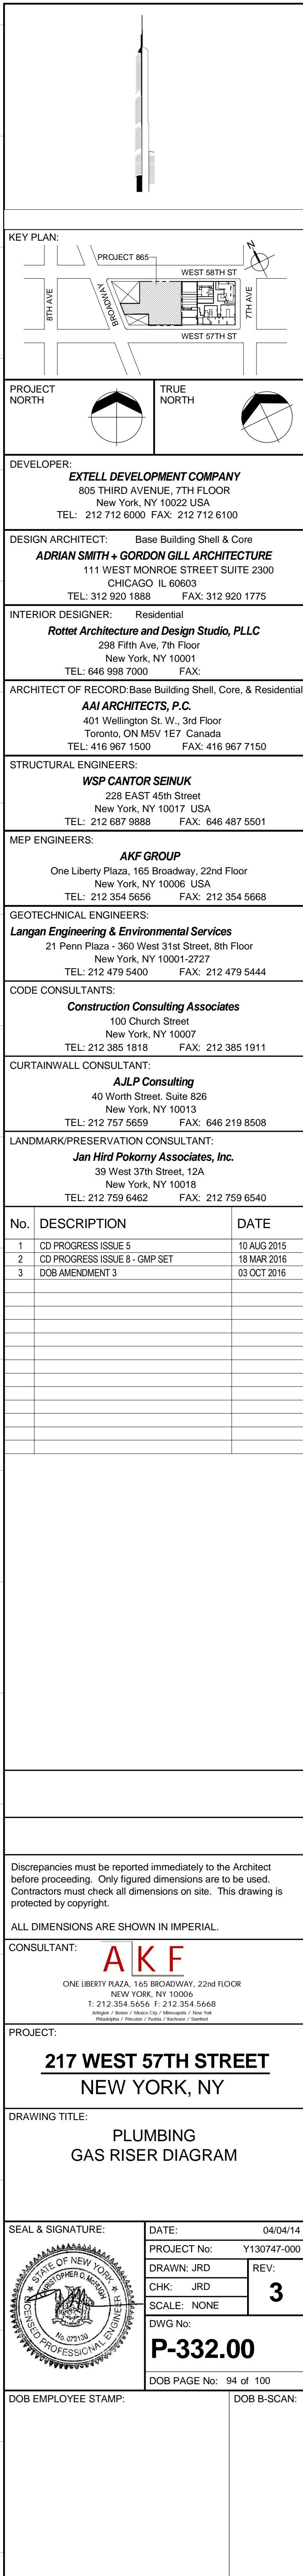 KEY PLAN:
N
PROJECT 865
WEST 58TH ST
8TH AVE
BROADWAY
7TH AVE
WEST 57TH ST
PROJECT NORTH
TRUE NORTH
DEVELOPER:
EXTELL DEVELOPMENT COMPANY
805 THIRD AVENUE, 7TH FLOOR
New York, NY 10022 USA
TEL: 212 712 6000 FAX: 212 712 6100
DESIGN ARCHITECT: Base Building Shell & Core
ADRIAN SMITH + GORDON GILL ARCHITECTURE
111 WEST MONROE STREET SUITE 2300
CHICAGO IL 60603
TEL: 312 920 1888 FAX: 312 920 1775
INTERIOR DESIGNER: Residential
Rottet Architecture and Design Studio, PLLC
298 Fifth Ave, 7th Floor
New York, NY 10001
TEL: 646 998 7000 FAX:
ARCHITECT OF RECORD:Base Building Shell, Core, & Residential
AAI ARCHITECTS, P.C.
401 Wellington St. W., 3rd Floor
Toronto, ON M5V 1E7 Canada
TEL: 416 967 1500 FAX: 416 967 7150
STRUCTURAL ENGINEERS:
WSP CANTOR SEINUK
228 EAST 45th Street
New York, NY 10017 USA
TEL: 212 687 9888 FAX: 646 487 5501
MEP ENGINEERS:
AKF GROUP
One Liberty Plaza, 165 Broadway, 22nd Floor
New York, NY 10006 USA
TEL: 212 354 5656 FAX: 212 354 5668
GEOTECHNICAL ENGINEERS:
Langan Engineering & Environmental Services
21 Penn Plaza - 360 West 31st Street, 8th Floor
New York, NY 10001-2727
TEL: 212 479 5400 FAX: 212 479 5444
CODE CONSULTANTS:
Construction Consulting Associates
100 Church Street
New York, NY 10007
TEL: 212 385 1818 FAX: 212 385 1911
CURTAINWALL CONSULTANT:
AJLP Consulting
40 Worth Street. Suite 826
New York, NY 10013
TEL: 212 757 5659 FAX: 646 219 8508
LANDMARK/PRESERVATION CONSULTANT:
Jan Hird Pokorny Associates, Inc.
39 West 37th Street, 12A
New York, NY 10018
TEL: 212 759 6462 FAX: 212 759 6540
No. DESCRIPTION DATE
1 CD PROGRESS ISSUE 5 10 AUG 2015
2 CD PROGRESS ISSUE 8 - GMP SET 18 MAR 2016
3 DOB AMENDMENT 3 03 OCT 2016
Discrepancies must be reported immediately to the Architect
before proceeding. Only figured dimensions are to be used.
Contractors must check all dimensions on site. This drawing is
protected by copyright.
ALL DIMENSIONS ARE SHOWN IN IMPERIAL.
CONSULTANT:
AKF
ONE LIBERTY PLAZA, 165 BROADWAY, 22nd FLOOR
NEW YORK, NY 10006
T: 212.354.5656 F: 212.354.5668
Arlington / Boston / Mexico City / Minneapolis / New York
Philadelphia / Princeton / Puebla / Rochester / Stamford
PROJECT:
217 WEST 57TH STREET
NEW YORK, NY
DRAWING TITLE:
PLUMBING
GAS RISER DIAGRAM
SEAL & SIGNATURE:
STATE OF NEW YORK
CHRISTOPHER C. McVEIGH
No. 075130
LICENSED PROFESSIONAL ENGINEER
DATE: 04/04/14
PROJECT No: Y130747-000
DRAWN: JRD
CHK: JRD
SCALE: NONE
REV:
3
DWG No:
P-332.00
DOB PAGE No: 94 of 100
DOB EMPLOYEE STAMP:
DOB B-SCAN: